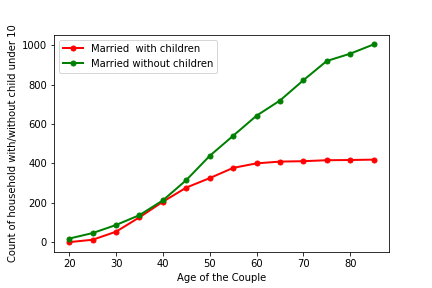 Married  with children
Married without children
Count of household with/without child under 10
1000
800
600
400
200
0
20 30 40 50 60 70 80
Age of the Couple